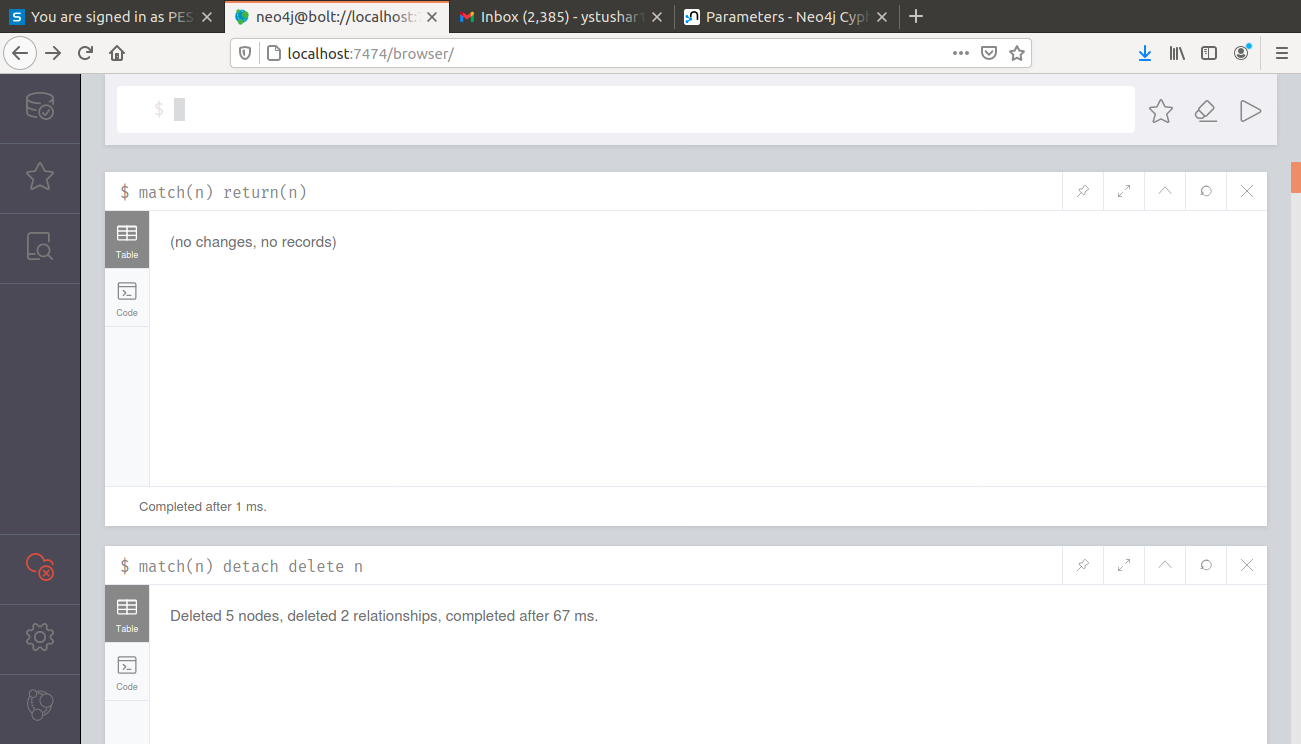 You are signed in as PES
neo4j@bolt://localhost:
Inbox (2,385) - ystushar
Parameters - Neo4j Cyph
localhost:7474/browser/
$
$ match(n) return(n)
Table
(no changes, no records)
Code
Completed after 1 ms.
$ match(n) detach delete n
Table
Deleted 5 nodes, deleted 2 relationships, completed after 67 ms.
Code